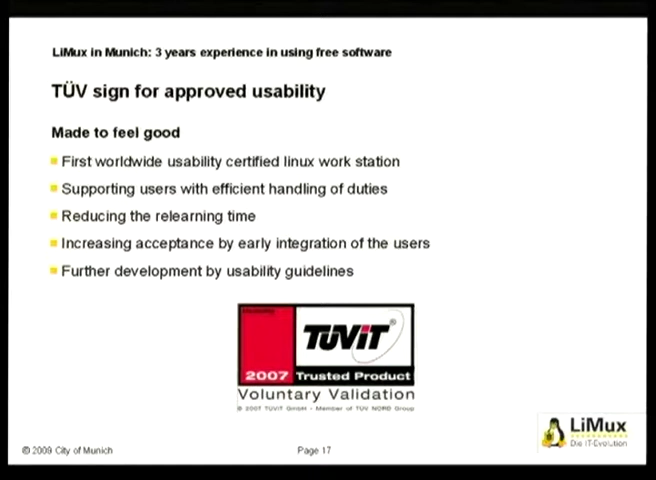 LiMux in Munich: 3 years experience in using free software
TÜV sign for approved usability
Made to feel good
First worldwide usability certified linux work station
Supporting users with efficient handling of duties
Reducing the relearning time
Increasing acceptance by early integration of the users
Further development by usability guidelines
TÜViT®
2007 Trusted Product
Voluntary Validation
© 2007 TÜViT GmbH - Member of TÜV NORD Group
LiMux
Die IT-Evolution
© 2009 City of Munich
Page 17